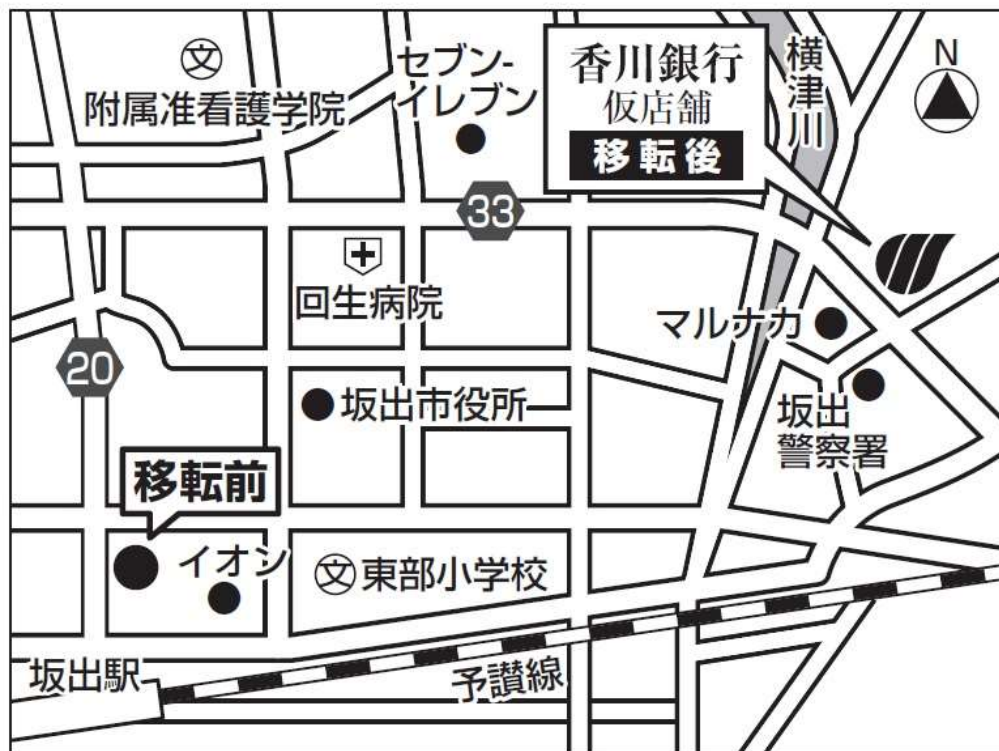 文
附属准看護学院
セブン-
イレブン
香川銀行
仮店舗
移転後
横津川
N
33
回生病院
マルナカ
20
坂出市役所
坂出
警察署
移転前
イオン
文東部小学校
坂出駅
予讃線